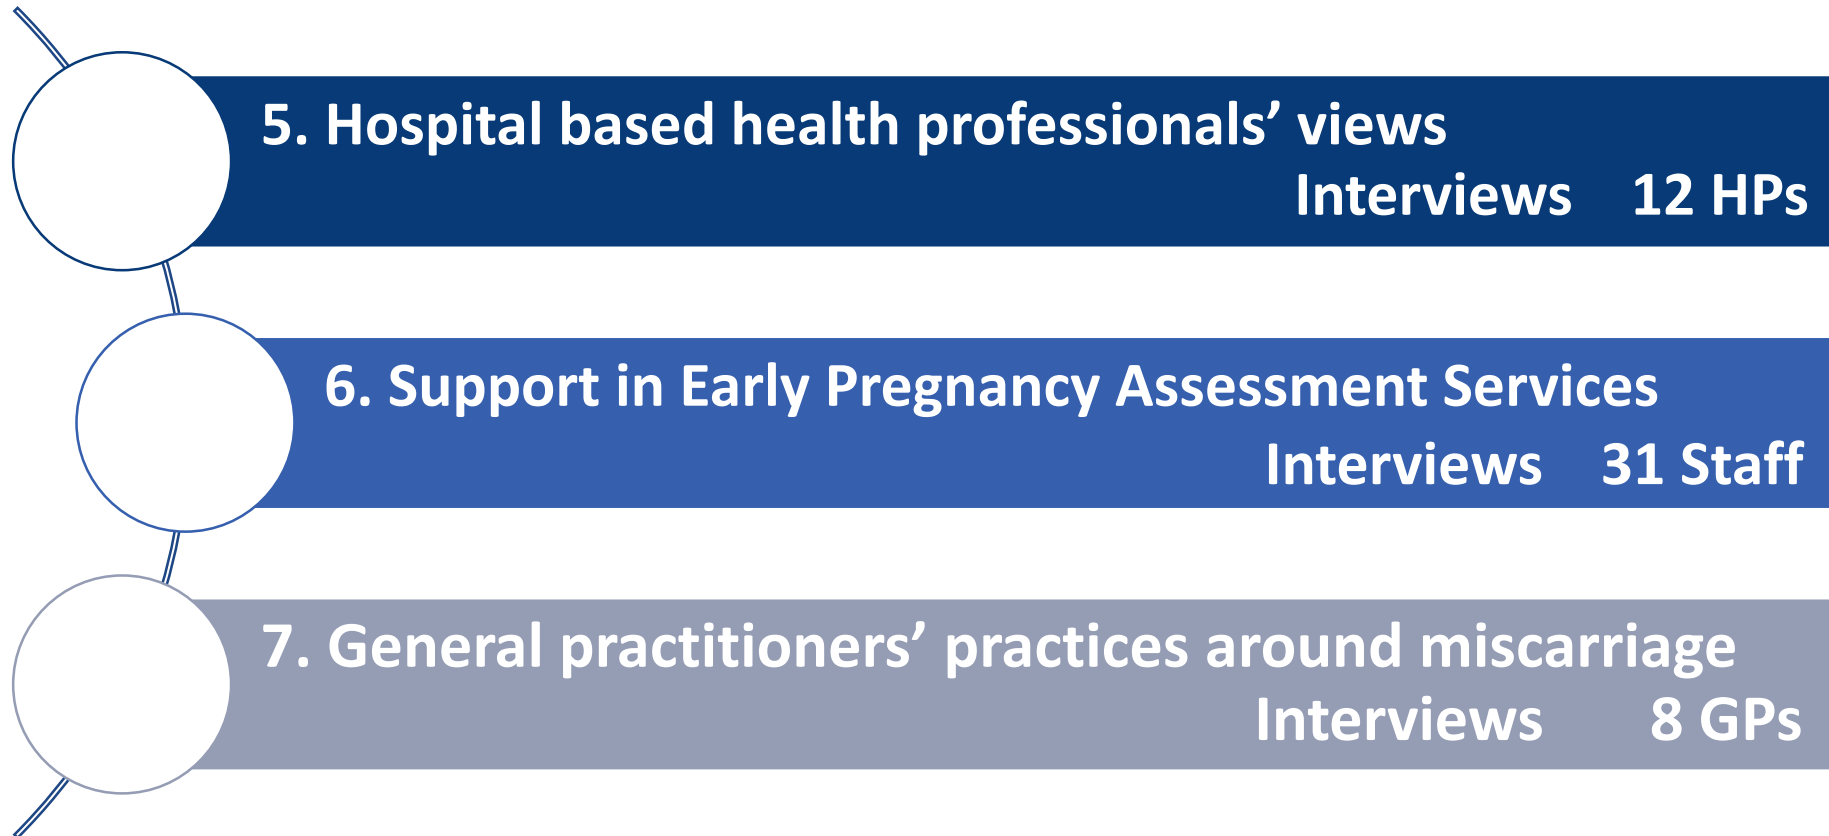 5. Hospital based health professionals’ views
Interviews 12 HPs
6. Support in Early Pregnancy Assessment Services
Interviews 31 Staff
7. General practitioners’ practices around miscarriage
Interviews 8 GPs